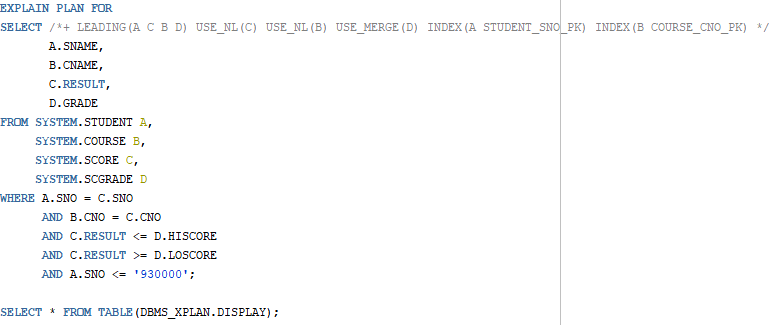 EXPLAIN PLAN FOR
SELECT /*+ LEADING(A C B D) USE_NL(C) USE_NL(B) USE_MERGE(D) INDEX(A STUDENT_SNO_PK) INDEX(B COURSE_CNO_PK) */
A.SNAME,
B.CNAME,
C.RESULT,
D.GRADE
FROM SYSTEM.STUDENT A,
SYSTEM.COURSE B,
SYSTEM.SCORE C,
SYSTEM.SCGRADE D
WHERE A.SNO = C.SNO
AND B.CNO = C.CNO
AND C.RESULT <= D.HISCORE
AND C.RESULT >= D.LOSCORE
AND A.SNO <= '930000';
SELECT * FROM TABLE(DBMS_XPLAN.DISPLAY);